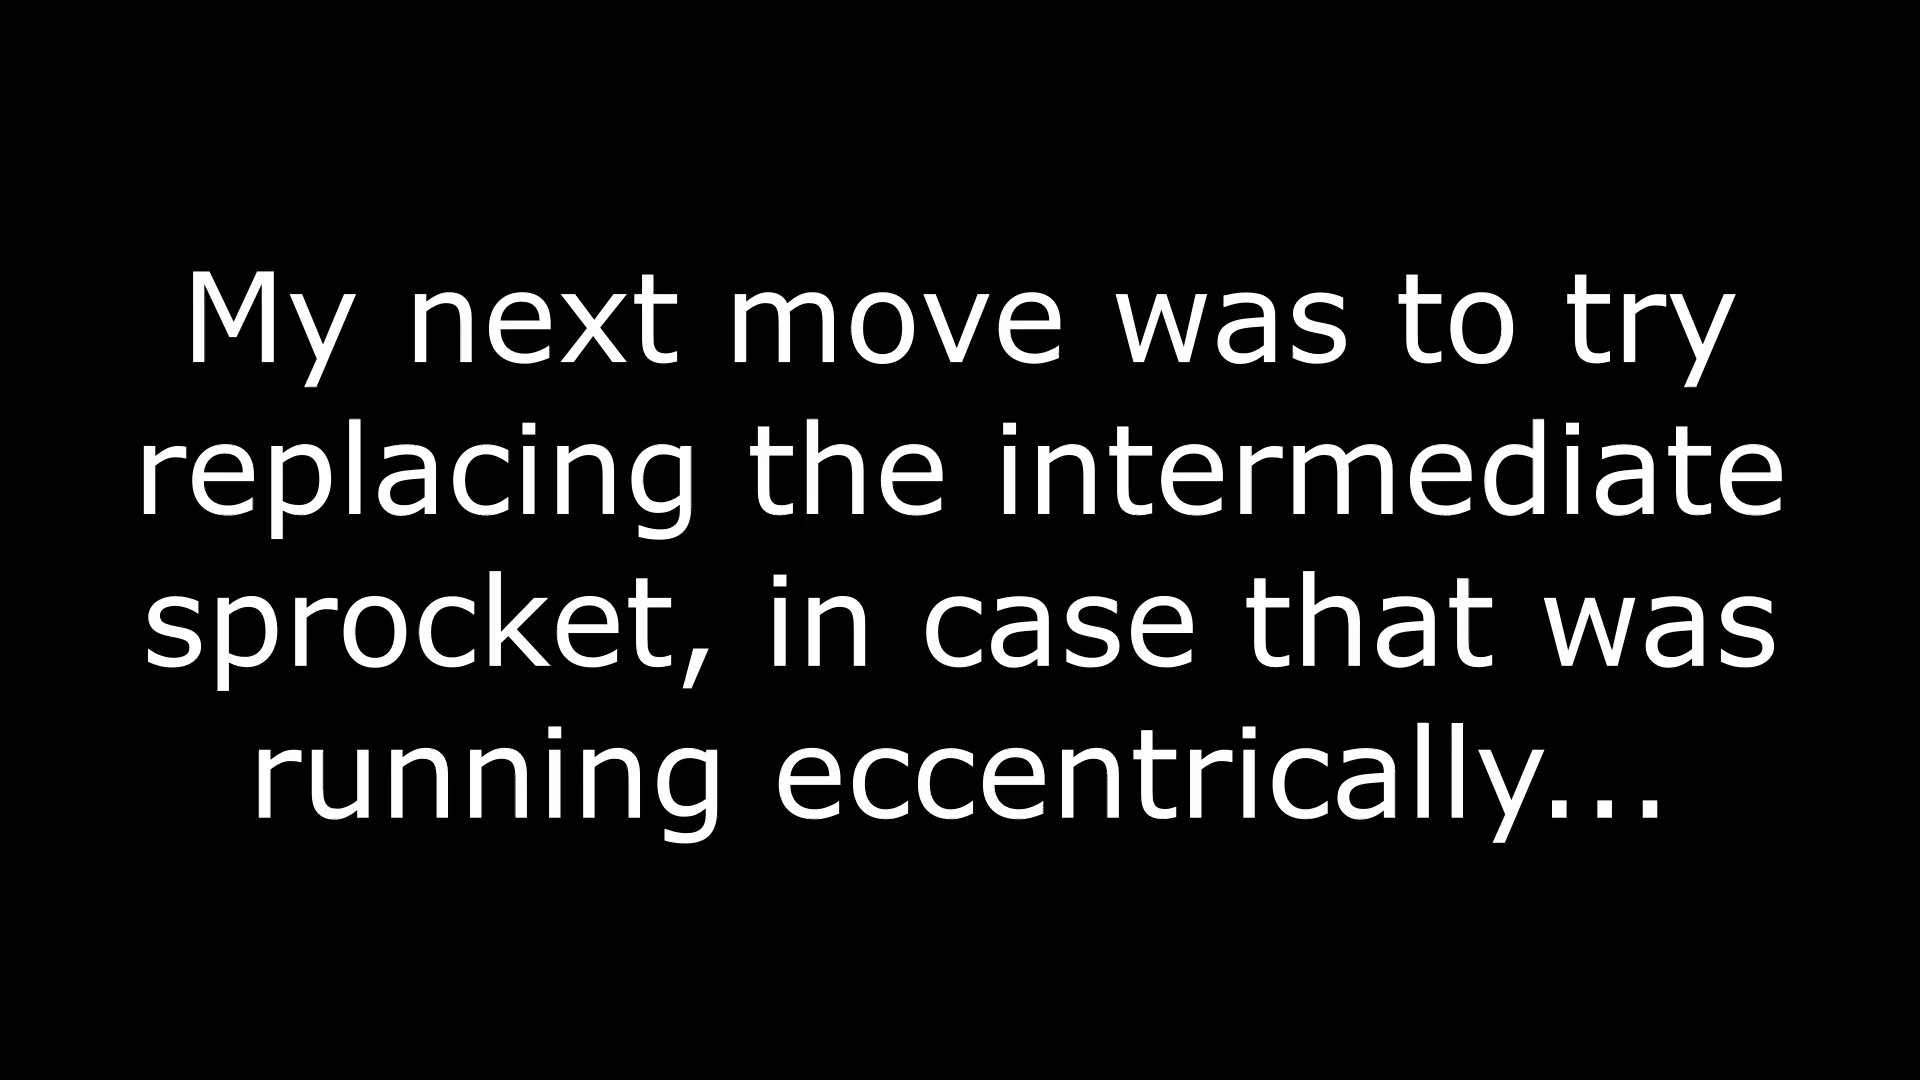 My next move was to try
replacing the intermediate
sprocket, in case that was
running eccentrically...